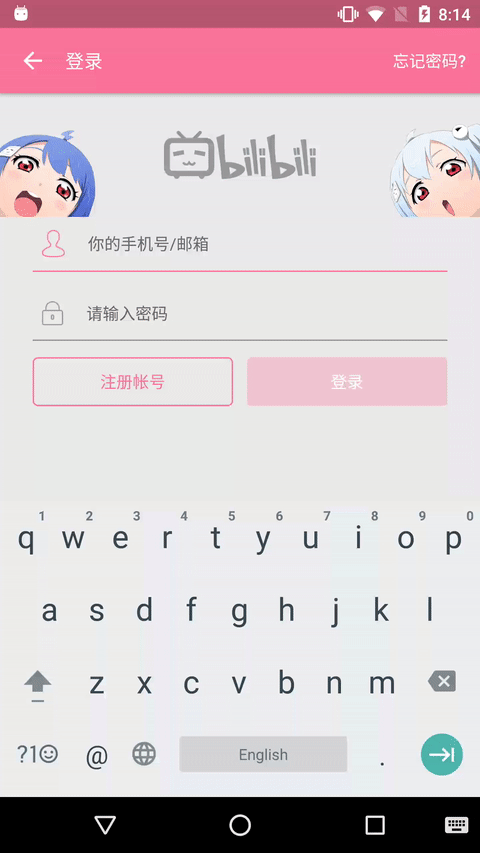 8:14
登录 忘记密码?
bilibili
你的手机号/邮箱
请输入密码
注册帐号 登录
1 2 3 4 5 6 7 8 9 0
q w e r t y u i o p
a s d f g h j k l
z x c v b n m
?1☺ @ English .